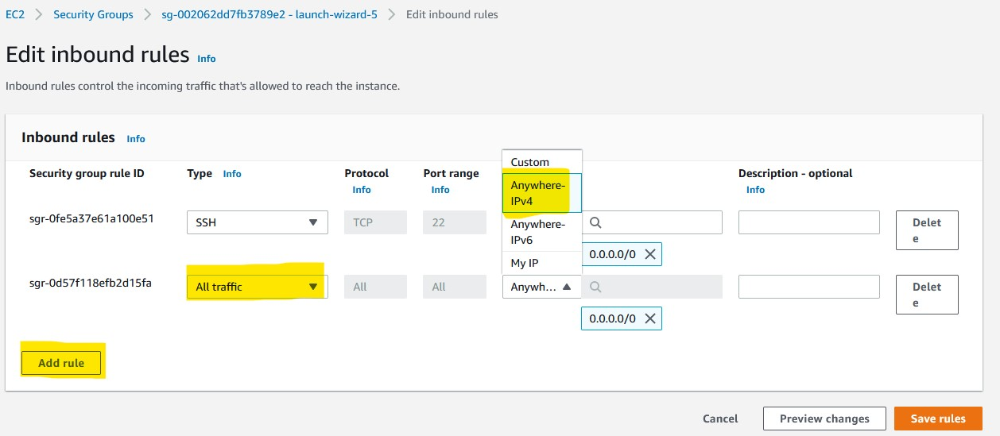 EC2 > Security Groups > sg-002062dd7fb3789e2 - launch-wizard-5 > Edit inbound rules
Edit inbound rules Info
Inbound rules control the incoming traffic that's allowed to reach the instance.
Inbound rules Info
Security group rule ID
Type Info
Protocol
Info
Port range
Info
Description - optional
Info
Custom
Anywhere-
IPv4
Anywhere-
IPv6
My IP
sgr-0fe5a37e61a100e51
SSH
TCP
22
0.0.0.0/0
Delet
e
sgr-0d57f118efb2d15fa
All traffic
All
All
Anywh...
0.0.0.0/0
Delet
e
Add rule
Cancel
Preview changes
Save rules